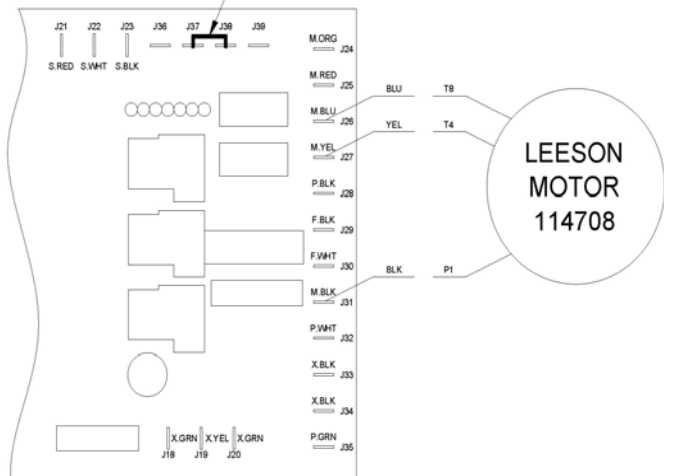 J21 J22 J23 J36 J37 J38 J39
S.RED S.WHT S.BLK
M.ORG J24
M.RED J25
M.BLU J26
M.YEL J27
P.BLK J28
F.BLK J29
F.WHT J30
M.BLK J31
P.WHT J32
X.BLK J33
X.BLK J34
P.GRN J35
X.GRN X.YEL X.GRN
J18 J19 J20
BLU T8
YEL T4
BLK P1
LEESON
MOTOR
114708